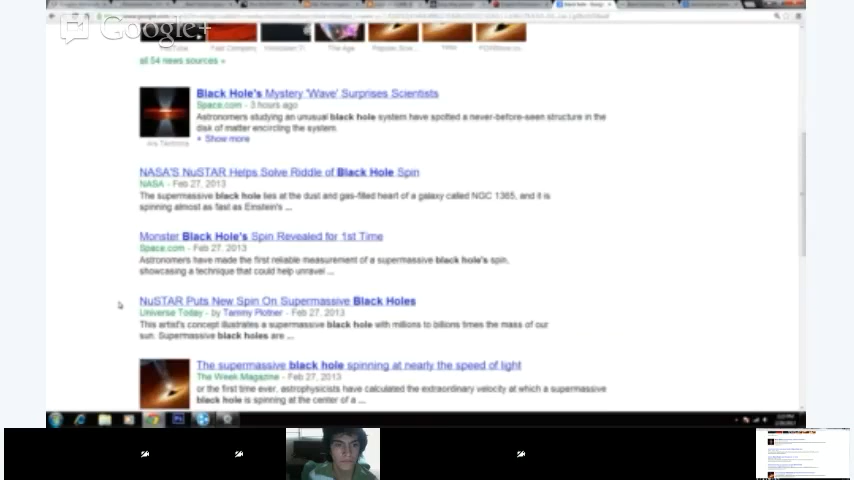 Google+
YouTube Fast Company The Age
all 54 news sources »
Black Hole's Mystery 'Wave' Surprises Scientists
Space.com - 3 hours ago
Astronomers studying an unusual black hole system have spotted a never-before-seen structure in the
disk of matter encircling the system.
Ars Technica
+ Show more
NASA'S NuSTAR Helps Solve Riddle of Black Hole Spin
NASA - Feb 27, 2013
The supermassive black hole lies at the dust and gas-filled heart of a galaxy called NGC 1365, and it is
spinning almost as fast as Einstein's ...
Monster Black Hole's Spin Revealed for 1st Time
Space.com - Feb 27, 2013
Astronomers have made the first reliable measurement of a supermassive black hole's spin,
showcasing a technique that could help unravel ...
NuSTAR Puts New Spin On Supermassive Black Holes
Universe Today - by Tammy Plotner - Feb 27, 2013
This artist's concept illustrates a supermassive black hole with millions to billions times the mass of our
sun. Supermassive black holes are ...
The supermassive black hole spinning at nearly the speed of light
The Week Magazine - Feb 27, 2013
or the first time ever, astrophysicists have calculated the extraordinary velocity at which a supermassive
black hole is spinning at the center of a ...